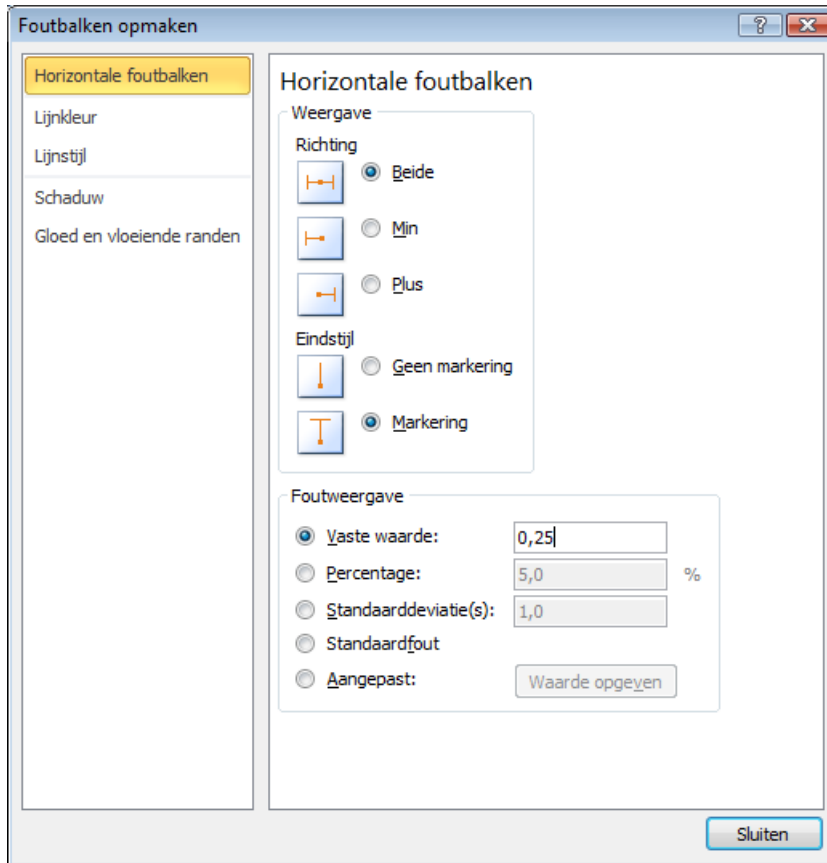 Foutbalken opmaken
Horizontale foutbalken
Lijnkleur
Lijnstijl
Schaduw
Gloed en vloeiende randen
Horizontale foutbalken
Weergave
Richting
Beide
Min
Plus
Eindstijl
Geen markering
Markering
Foutweergave
Vaste waarde: 0,25
Percentage: 5,0 %
Standaarddeviatie(s): 1,0
Standaardfout
Aangepast: Waarde opgeven
Sluiten